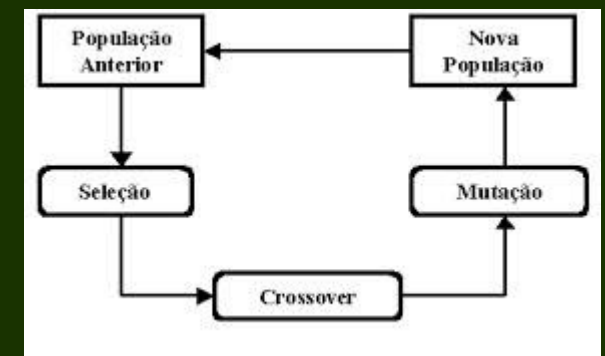 População
Anterior
Nova
População
Seleção
Mutação
Crossover